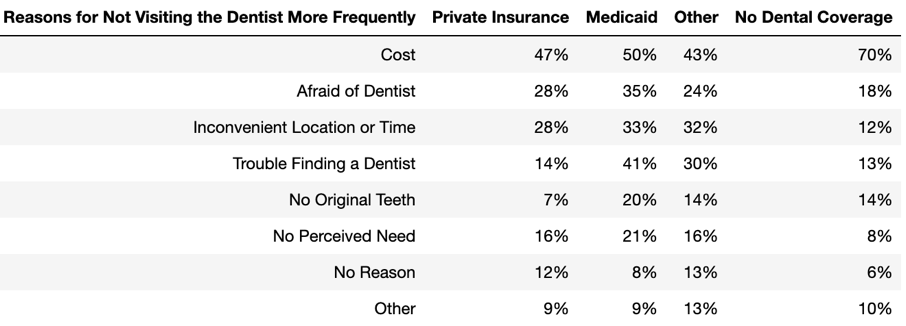 Reasons for Not Visiting the Dentist More Frequently Private Insurance Medicaid Other No Dental Coverage
Cost 47% 50% 43% 70%
Afraid of Dentist 28% 35% 24% 18%
Inconvenient Location or Time 28% 33% 32% 12%
Trouble Finding a Dentist 14% 41% 30% 13%
No Original Teeth 7% 20% 14% 14%
No Perceived Need 16% 21% 16% 8%
No Reason 12% 8% 13% 6%
Other 9% 9% 13% 10%